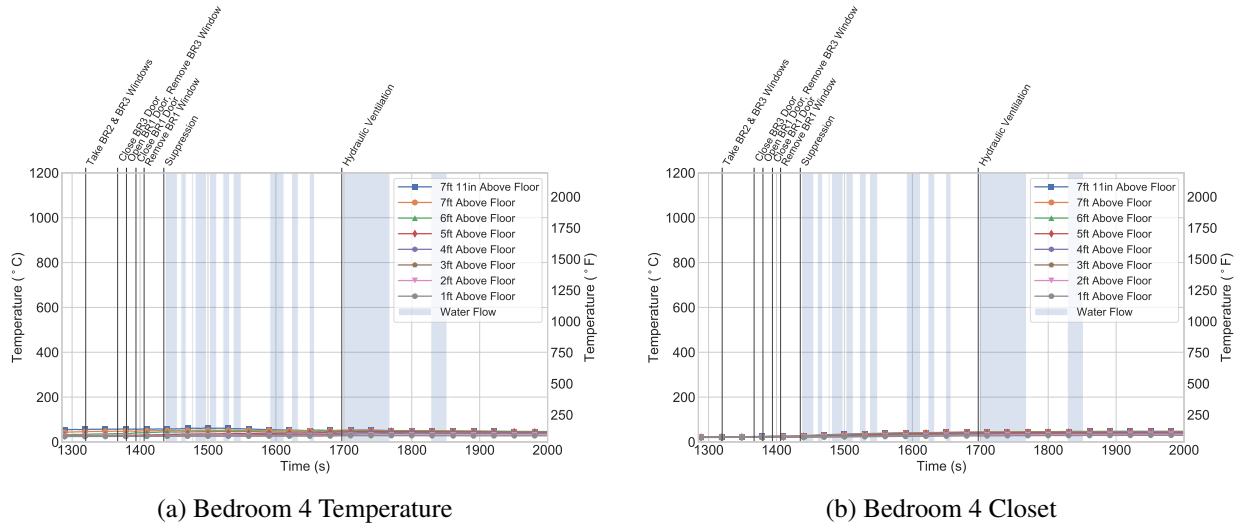 Take BR2 & BR3 Windows
Close BR3 Door
Open BR1 Door, Remove BR3 Window
Close BR1 Door
Remove BR1 Window
Suppression
Hydraulic Ventilation
1200
1000
800
600
400
200
0
Temperature (°C)
2000
1750
1500
1250
1000
750
500
250
Temperature (°F)
7ft 11in Above Floor
7ft Above Floor
6ft Above Floor
5ft Above Floor
4ft Above Floor
3ft Above Floor
2ft Above Floor
1ft Above Floor
Water Flow
1300 1400 1500 1600 1700 1800 1900 2000
Time (s)
(a) Bedroom 4 Temperature
Take BR2 & BR3 Windows
Close BR3 Door
Open BR1 Door, Remove BR3 Window
Close BR1 Door
Remove BR1 Window
Suppression
Hydraulic Ventilation
1200
1000
800
600
400
200
0
Temperature (°C)
2000
1750
1500
1250
1000
750
500
250
Temperature (°F)
7ft 11in Above Floor
7ft Above Floor
6ft Above Floor
5ft Above Floor
4ft Above Floor
3ft Above Floor
2ft Above Floor
1ft Above Floor
Water Flow
1300 1400 1500 1600 1700 1800 1900 2000
Time (s)
(b) Bedroom 4 Closet